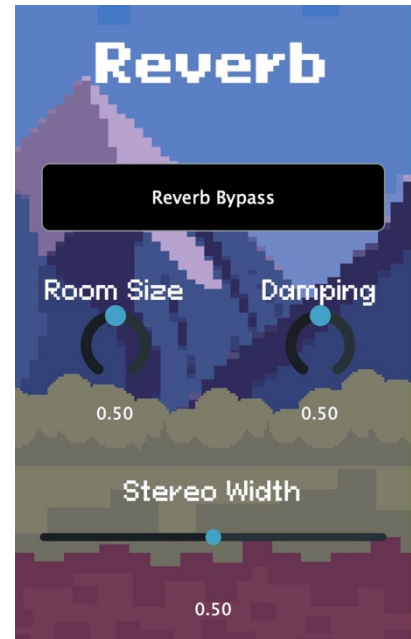 Reverb
Reverb Bypass
Room Size Damping
0.50 0.50
Stereo Width
0.50